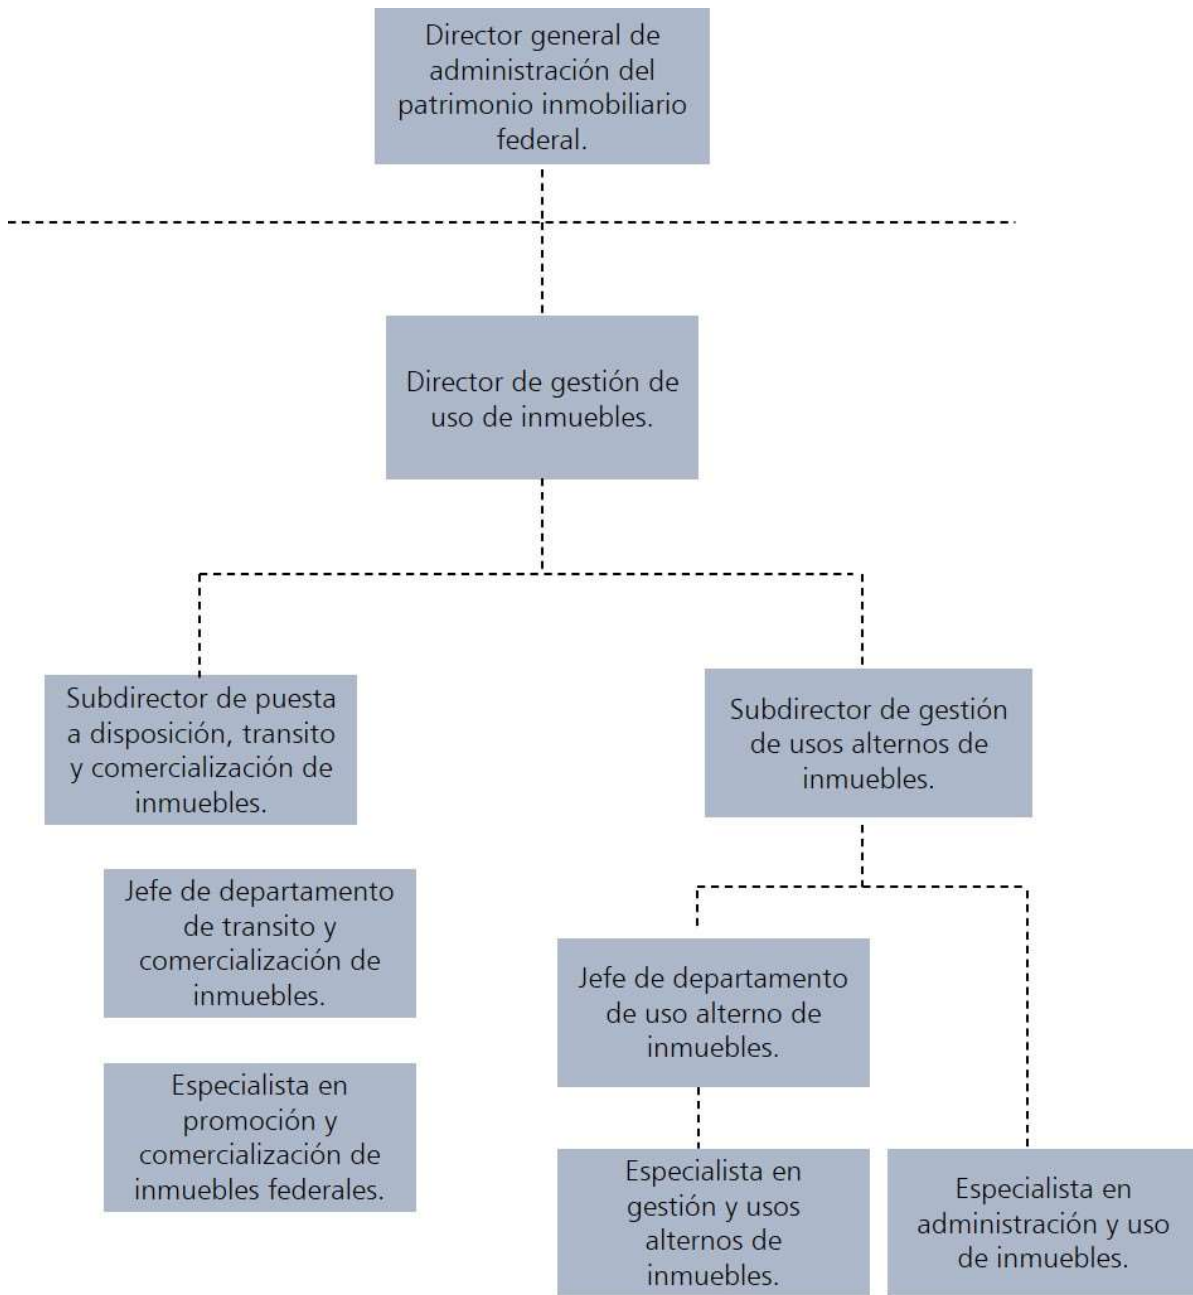 Director general de
administración del
patrimonio inmobiliario
federal.
Director de gestión de
uso de inmuebles.
Subdirector de puesta
a disposición, transito
y comercialización de
inmuebles.
Subdirector de gestión
de usos alternos de
inmuebles.
Jefe de departamento
de transito y
comercialización de
inmuebles.
Jefe de departamento
de uso alterno de
inmuebles.
Especialista en
promoción y
comercialización de
inmuebles federales.
Especialista en
gestión y usos
alternos de
inmuebles.
Especialista en
administración y uso
de inmuebles.